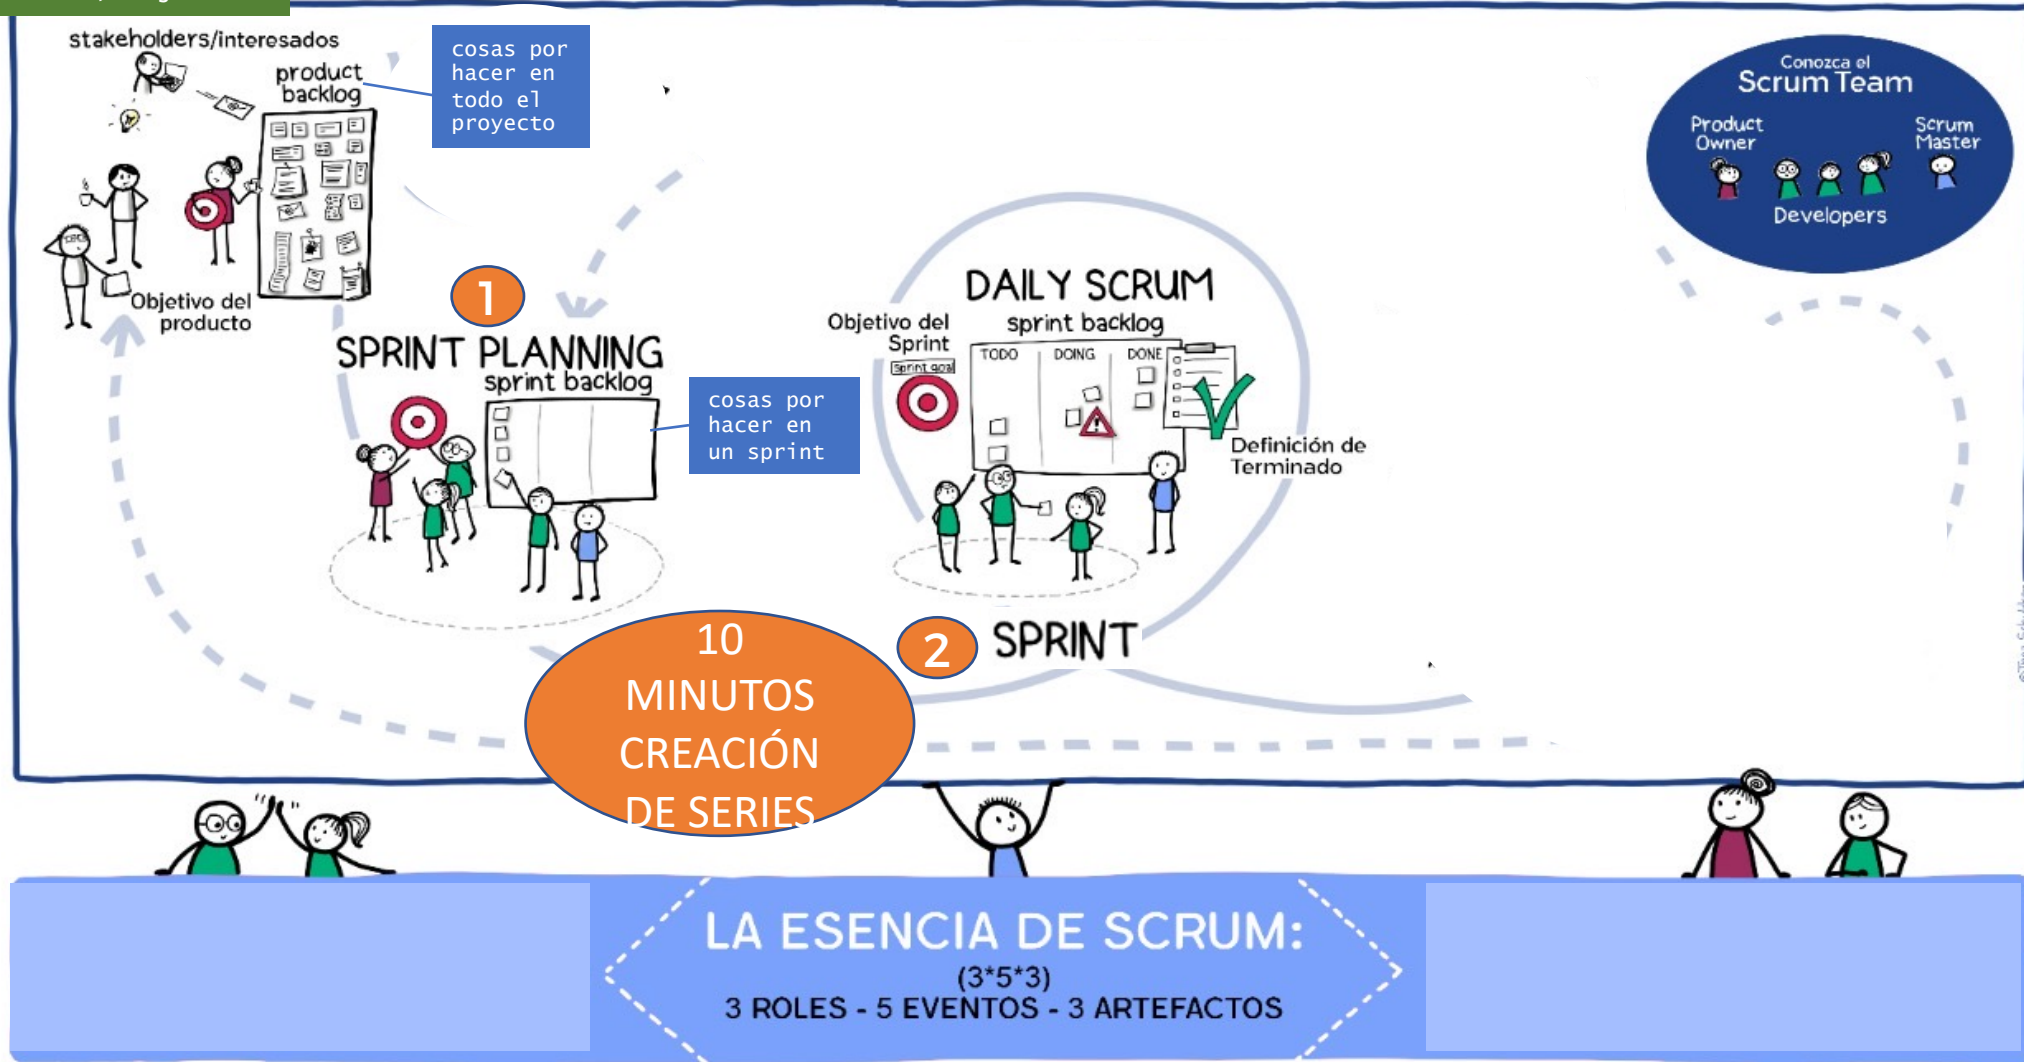 stakeholders/interesados
product
backlog
cosas por
hacer en
todo el
proyecto
Objetivo del
producto
1
SPRINT PLANNING
sprint backlog
cosas por
hacer en
un sprint
DAILY SCRUM
sprint backlog
Objetivo del
Sprint
sprint goal
TODO
DOING
DONE
Definición de
Terminado
10
MINUTOS
CREACIÓN
DE SERIES
2
SPRINT
Conozca el
Scrum Team
Product
Owner
Scrum
Master
Developers
LA ESENCIA DE SCRUM:
(3*5*3)
3 ROLES - 5 EVENTOS - 3 ARTEFACTOS